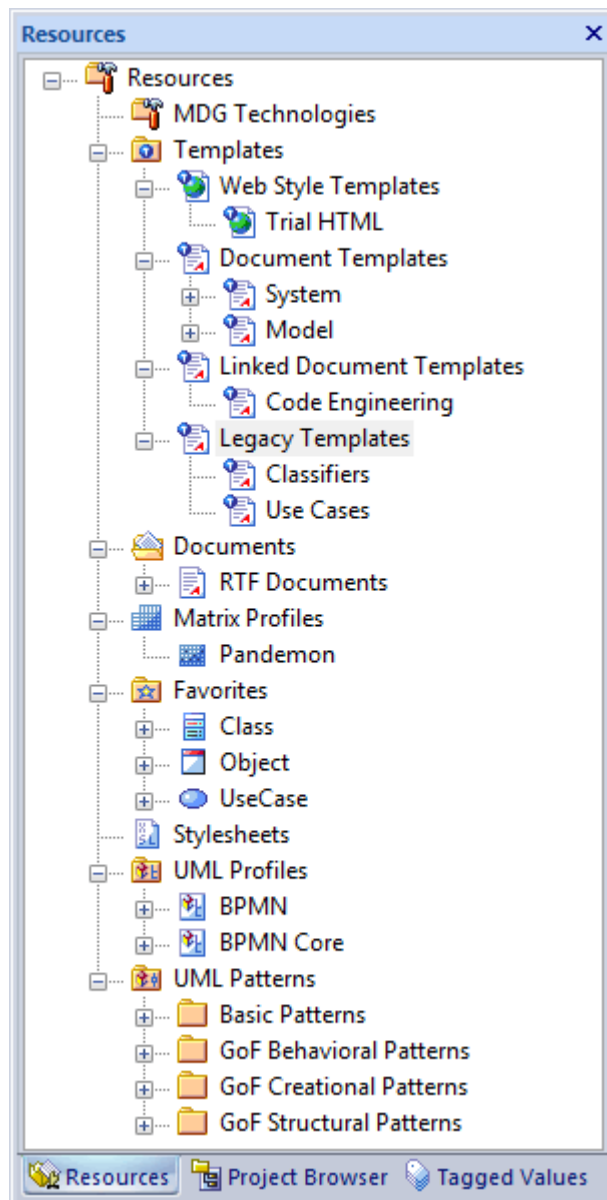 Resources
Resources
MDG Technologies
Templates
Web Style Templates
Trial HTML
Document Templates
System
Model
Linked Document Templates
Code Engineering
Legacy Templates
Classifiers
Use Cases
Documents
RTF Documents
Matrix Profiles
Pandemon
Favorites
Class
Object
UseCase
Stylesheets
UML Profiles
BPMN
BPMN Core
UML Patterns
Basic Patterns
GoF Behavioral Patterns
GoF Creational Patterns
GoF Structural Patterns
Resources Project Browser Tagged Values